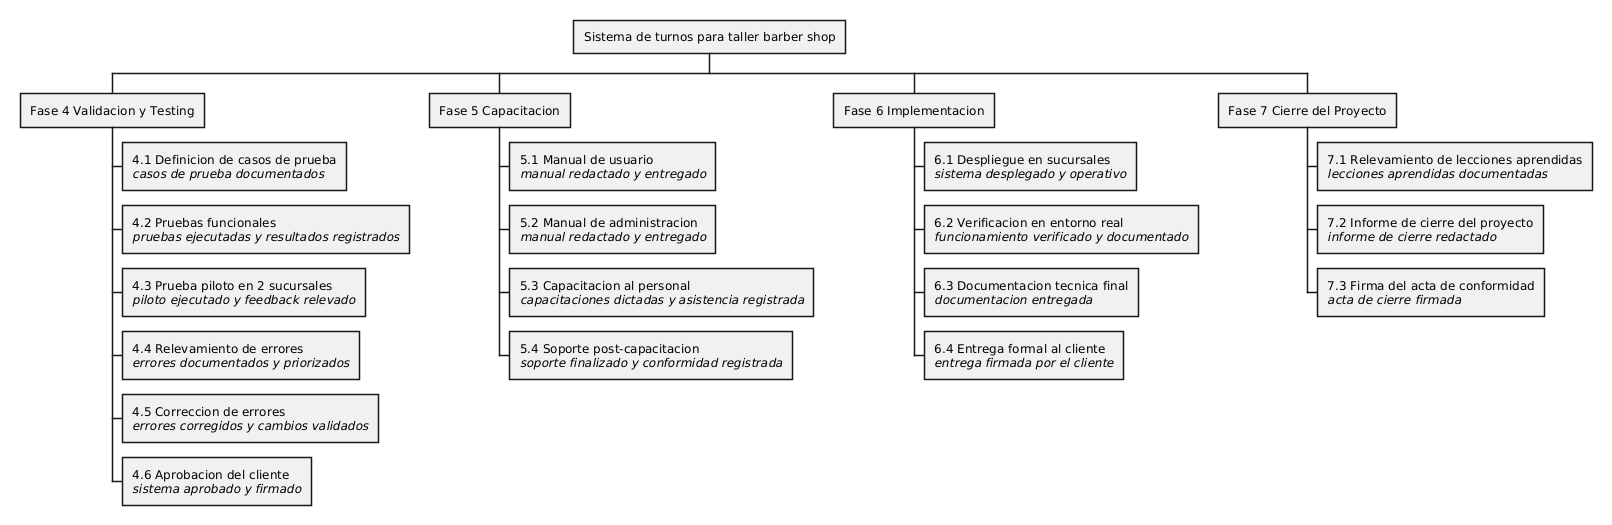 Sistema de turnos para taller barber shop
Fase 4 Validacion y Testing
4.1 Definicion de casos de prueba
casos de prueba documentados
4.2 Pruebas funcionales
pruebas ejecutadas y resultados registrados
4.3 Prueba piloto en 2 sucursales
piloto ejecutado y feedback relevado
4.4 Relevamiento de errores
errores documentados y priorizados
4.5 Correccion de errores
errores corregidos y cambios validados
4.6 Aprobacion del cliente
sistema aprobado y firmado
Fase 5 Capacitacion
5.1 Manual de usuario
manual redactado y entregado
5.2 Manual de administracion
manual redactado y entregado
5.3 Capacitacion al personal
capacitaciones dictadas y asistencia registrada
5.4 Soporte post-capacitacion
soporte finalizado y conformidad registrada
Fase 6 Implementacion
6.1 Despliegue en sucursales
sistema desplegado y operativo
6.2 Verificacion en entorno real
funcionamiento verificado y documentado
6.3 Documentacion tecnica final
documentacion entregada
6.4 Entrega formal al cliente
entrega firmada por el cliente
Fase 7 Cierre del Proyecto
7.1 Relevamiento de lecciones aprendidas
lecciones aprendidas documentadas
7.2 Informe de cierre del proyecto
informe de cierre redactado
7.3 Firma del acta de conformidad
acta de cierre firmada